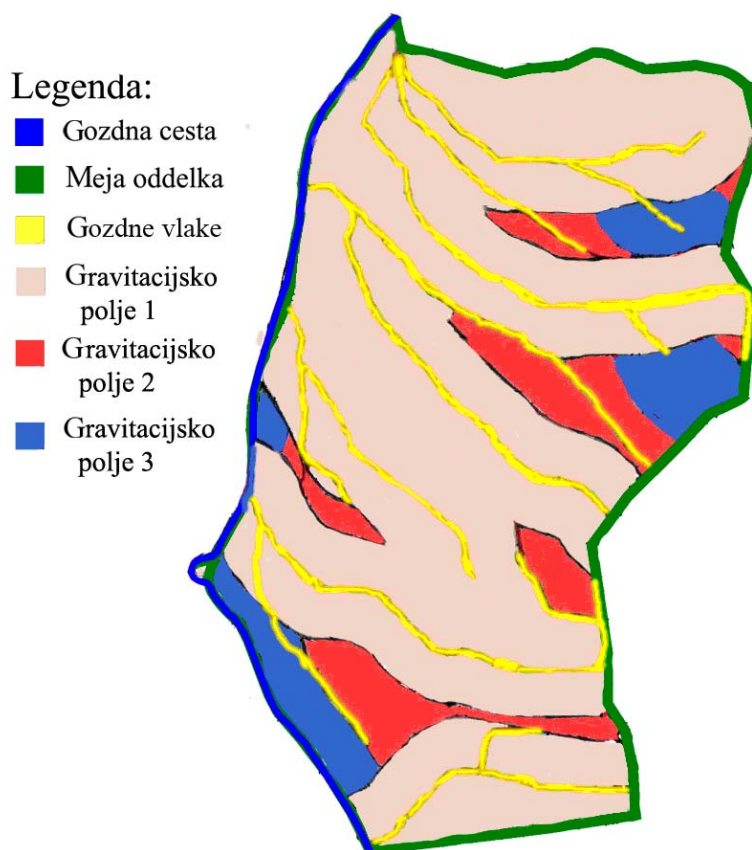 Legenda:
Gozdna cesta
Meja oddelka
Gozdne vlake
Gravitacijsko
polje 1
Gravitacijsko
polje 2
Gravitacijsko
polje 3